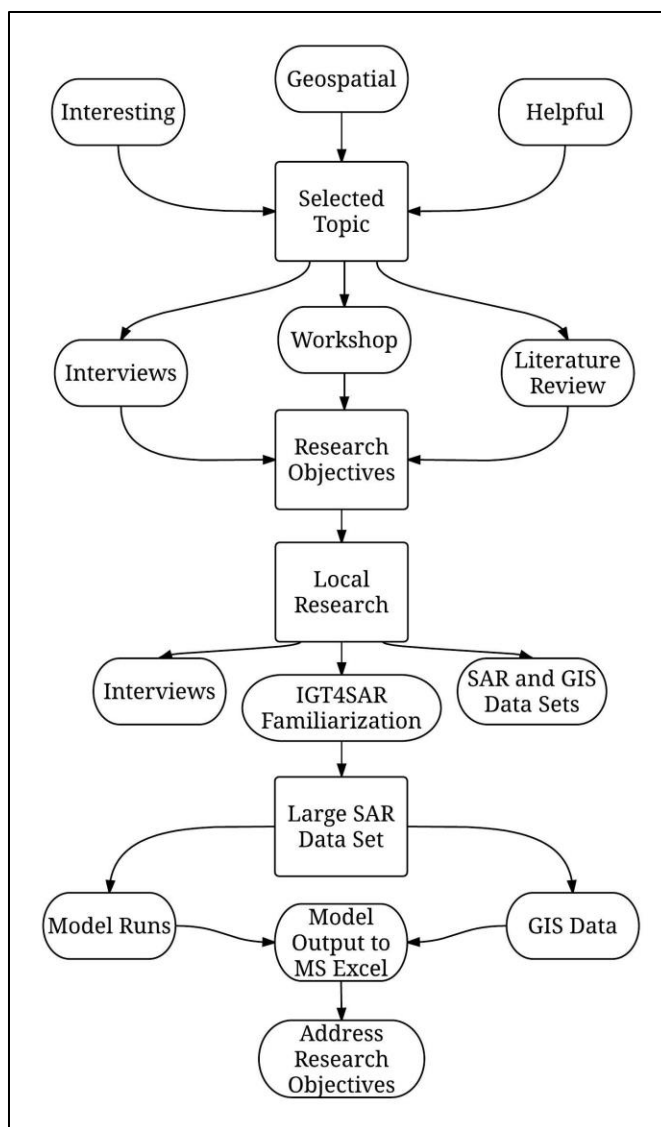 Geospatial
Interesting
Helpful
Selected
Topic
Interviews
Workshop
Literature
Review
Research
Objectives
Local
Research
Interviews
IGT4SAR
Familiarization
SAR and GIS
Data Sets
Large SAR
Data Set
Model Runs
Model
Output to
MS Excel
GIS Data
Address
Research
Objectives